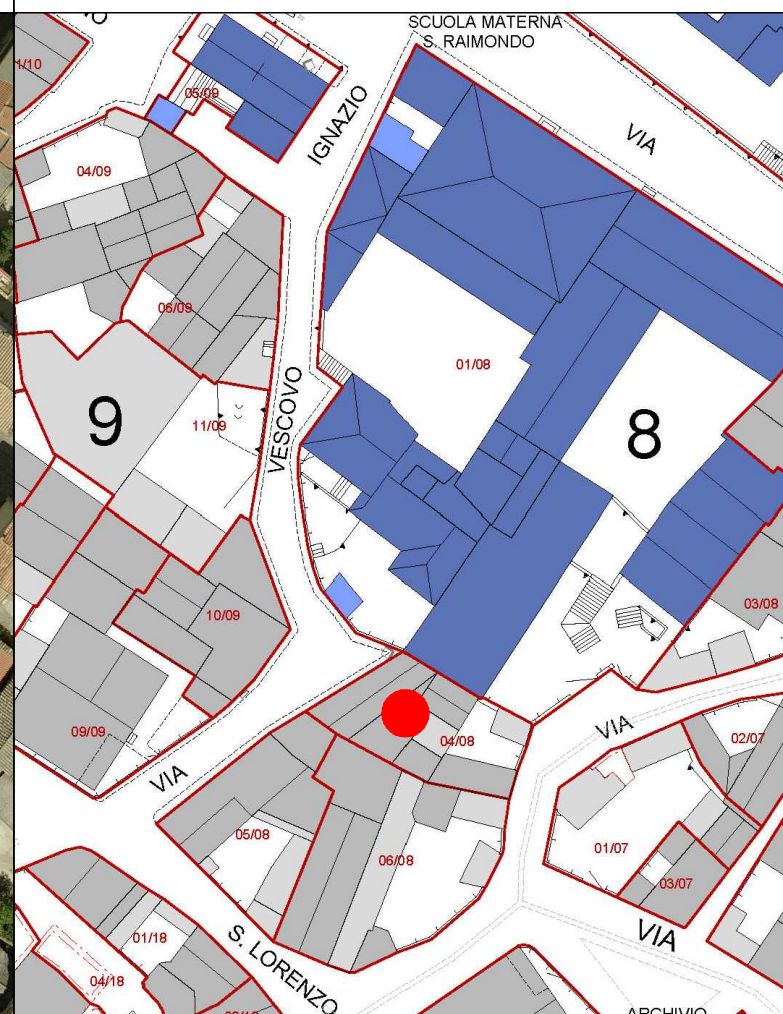 SCUOLA MATERNA
S. RAIMONDO
1/10
05/09
IGNAZIO
VIA
04/09
06/09
01/08
9
11/09
VESCOVO
8
10/09
03/08
09/09
VIA
04/08
VIA
02/07
05/08
06/08
01/07
03/07
01/18
S. LORENZO
VIA
04/18
ARCHIVIO